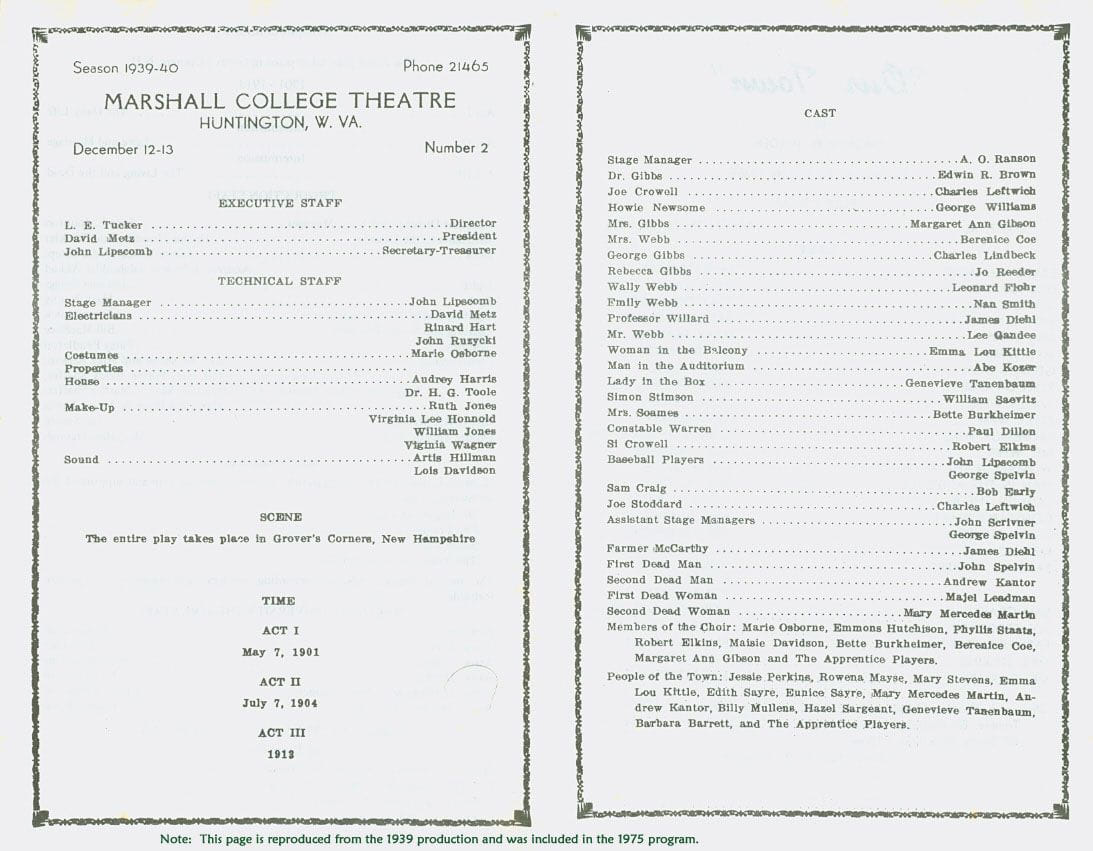 Season 1939-40 Phone 21465
MARSHALL COLLEGE THEATRE
HUNTINGTON, W. VA.
December 12-13 Number 2
EXECUTIVE STAFF
L. E. Tucker ........ Director
David Metz ........ President
John Lipscomb ........ Secretary-Treasurer
TECHNICAL STAFF
Stage Manager ........ John Lipscomb
Electricians ........ David Metz
Rinard Hart
John Ruzycki
Costumes ........ Marie Osborne
Properties ........
House ........ Audrey Harris
Dr. H. G. Toole
Make-Up ........ Ruth Jones
Virginia Lee Honnold
William Jones
Viginia Wagner
Sound ........ Artis Hillman
Lois Davidson
SCENE
The entire play takes place in Grover's Corners, New Hampshire
TIME
ACT I
May 7, 1901
ACT II
July 7, 1904
ACT III
1913
CAST
Stage Manager ........ A. O. Ranson
Dr. Gibbs ........ Edwin R. Brown
Joe Crowell ........ Charles Leftwich
Howie Newsome ........ George Williams
Mrs. Gibbs ........ Margaret Ann Gibson
Mrs. Webb ........ Berenice Coe
George Gibbs ........ Charles Lindbeck
Rebecca Gibbs ........ Jo Reeder
Wally Webb ........ Leonard Flohr
Emily Webb ........ Nan Smith
Professor Willard ........ James Diehl
Mr. Webb ........ Lee Gandee
Woman in the Balcony ........ Emma Lou Kittle
Man in the Auditorium ........ Abe Kozer
Lady in the Box ........ Genevieve Tanenbaum
Simon Stimson ........ William Saevitz
Mrs. Soames ........ Bette Burkheimer
Constable Warren ........ Paul Dillon
Si Crowell ........ Robert Elkins
Baseball Players ........ John Lipscomb
George Spelvin
Sam Craig ........ Bob Early
Joe Stoddard ........ Charles Leftwich
Assistant Stage Managers ........ John Scrivner
George Spelvin
Farmer McCarthy ........ James Diehl
First Dead Man ........ John Spelvin
Second Dead Man ........ Andrew Kantor
First Dead Woman ........ Majel Leadman
Second Dead Woman ........ Mary Mercedes Martin
Members of the Choir: Marie Osborne, Emmons Hutchison, Phyllis Staats,
Robert Elkins, Maisie Davidson, Bette Burkheimer, Berenice Coe,
Margaret Ann Gibson and The Apprentice Players.
People of the Town: Jessie Perkins, Rowena Mayse, Mary Stevens, Emma
Lou Kittle, Edith Sayre, Eunice Sayre, Mary Mercedes Martin, An-
drew Kantor, Billy Mullens, Hazel Sargeant, Genevieve Tanenbaum,
Barbara Barrett, and The Apprentice Players.
Note: This page is reproduced from the 1939 production and was included in the 1975 program.